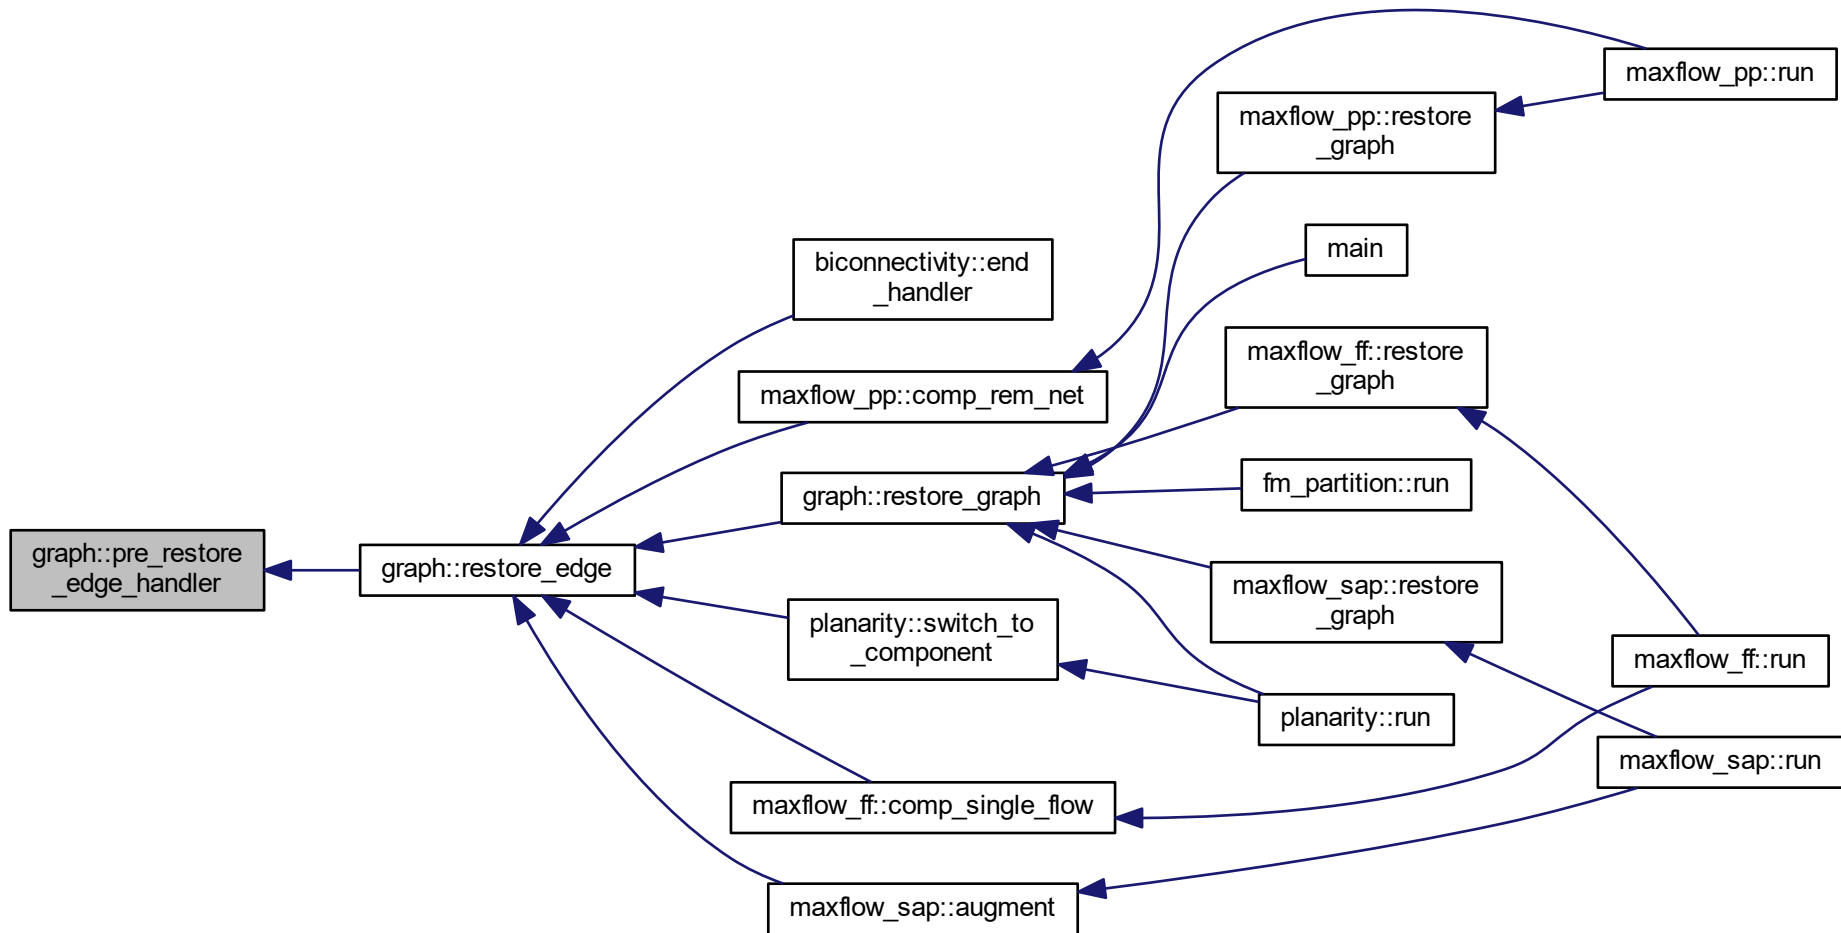 graph::pre_restore
_edge_handler
graph::restore_edge
biconnectivity::end
_handler
maxflow_pp::comp_rem_net
graph::restore_graph
planarity::switch_to
_component
maxflow_ff::comp_single_flow
maxflow_sap::augment
maxflow_pp::restore
_graph
main
maxflow_ff::restore
_graph
fm_partition::run
maxflow_sap::restore
_graph
planarity::run
maxflow_pp::run
maxflow_ff::run
maxflow_sap::run